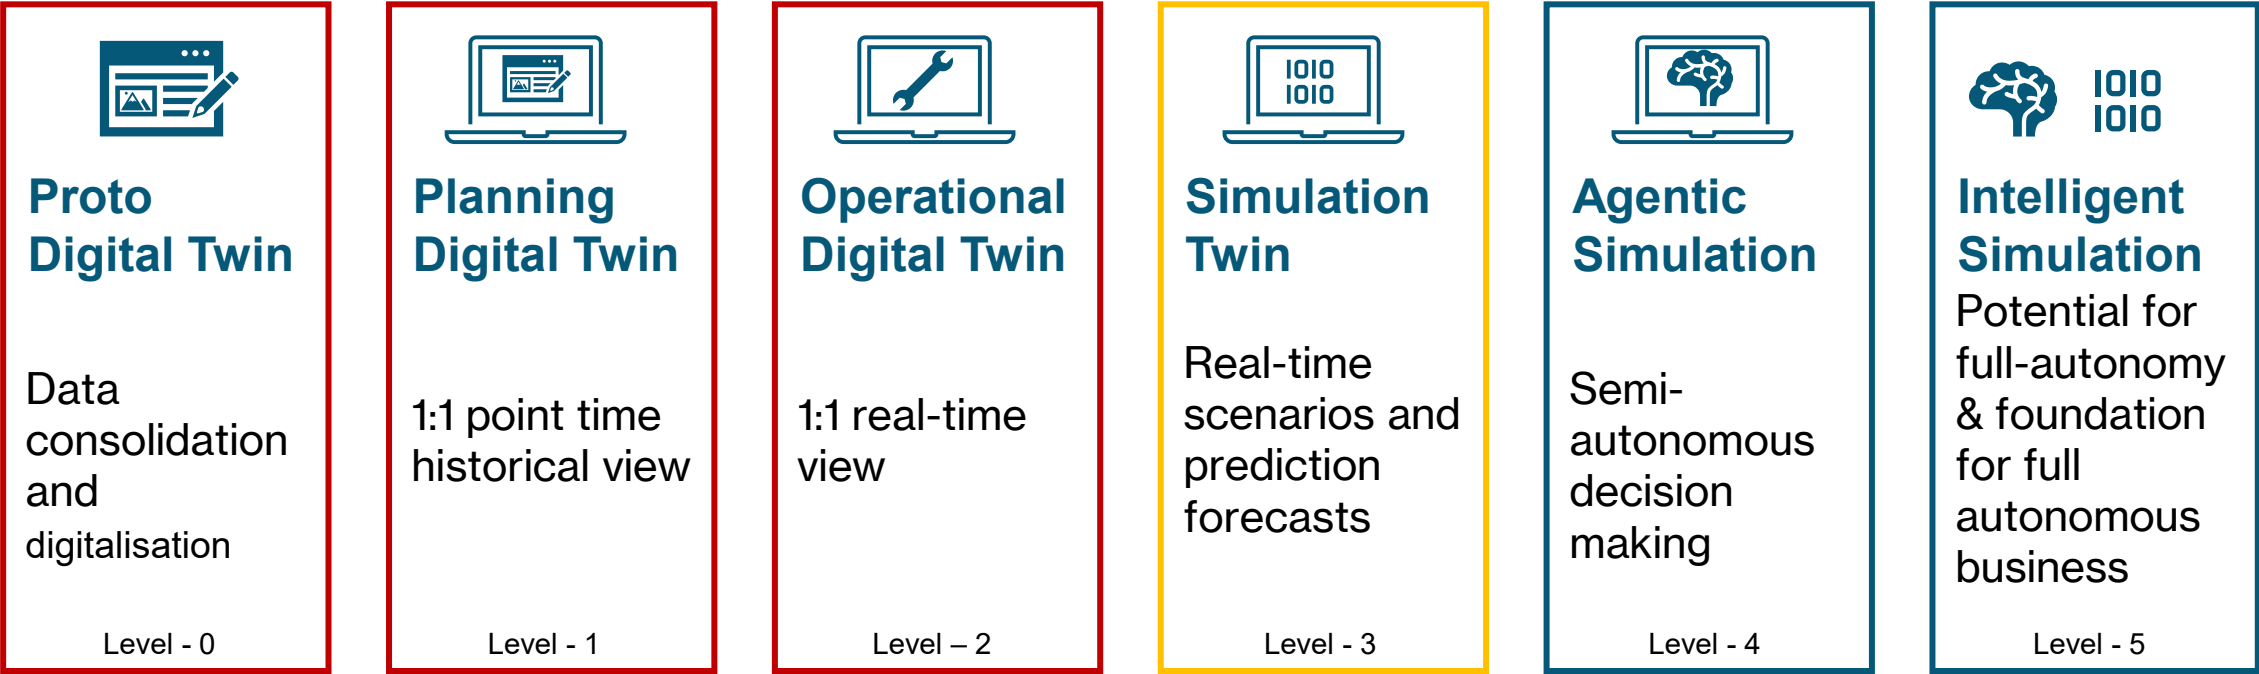 Proto
Digital Twin
Data
consolidation
and
digitalisation
Level - 0
Planning
Digital Twin
1:1 point time
historical view
Level - 1
Operational
Digital Twin
1:1 real-time
view
Level – 2
IOIO
IOIO
Simulation
Twin
Real-time
scenarios and
prediction
forecasts
Level - 3
Agentic
Simulation
Semi-
autonomous
decision
making
Level - 4
IOIO
IOIO
Intelligent
Simulation
Potential for
full-autonomy
& foundation
for full
autonomous
business
Level - 5